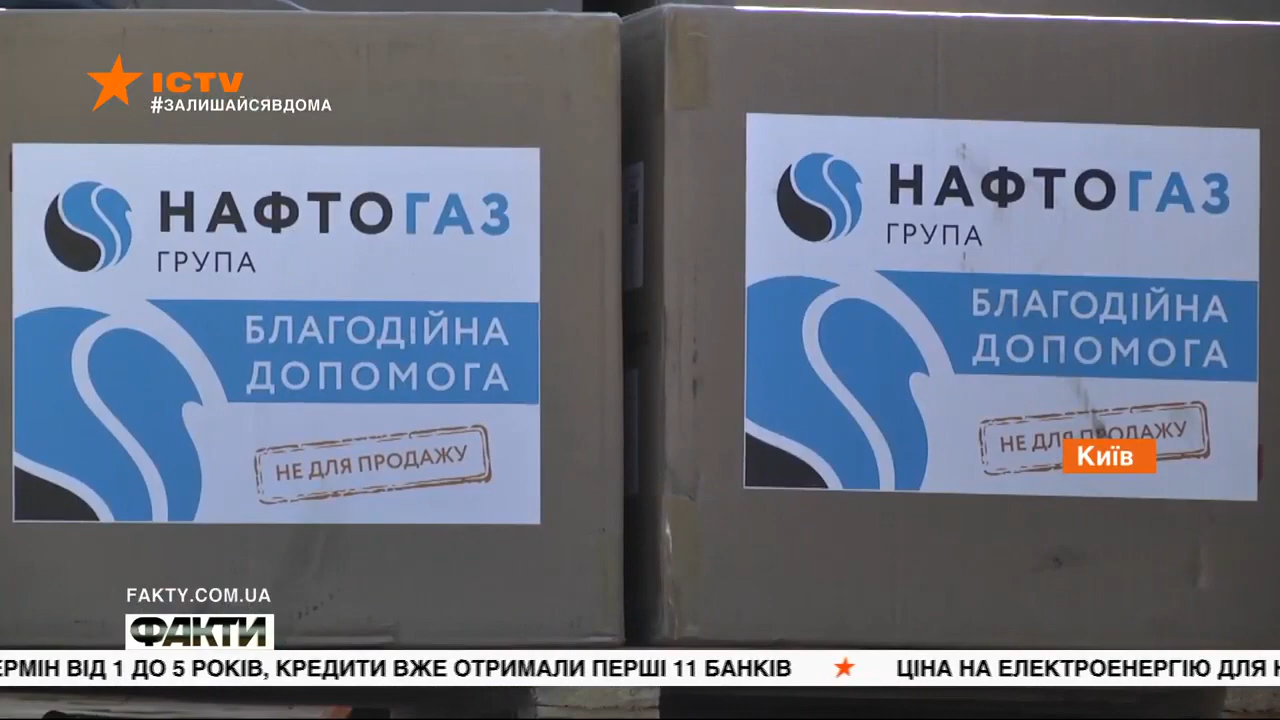 ICTV
#ЗАЛИШАЙСЯВДОМА
НАФТОГАЗ
ГРУПА
БЛАГОДІЙНА
ДОПОМОГА
НЕ ДЛЯ ПРОДАЖУ
НАФТОГАЗ
ГРУПА
БЛАГОДІЙНА
ДОПОМОГА
НЕ ДЛЯ ПРОДАЖУ
Київ
FAKTY.COM.UA
ФАКТИ
ВІД 1 ДО 5 РОКІВ, КРЕДИТИ ВЖЕ ОТРИМАЛИ ПЕРШІ 11 БАНКІВ ЦІНА НА ЕЛЕКТРОЕНЕРГІЮ ДЛЯ